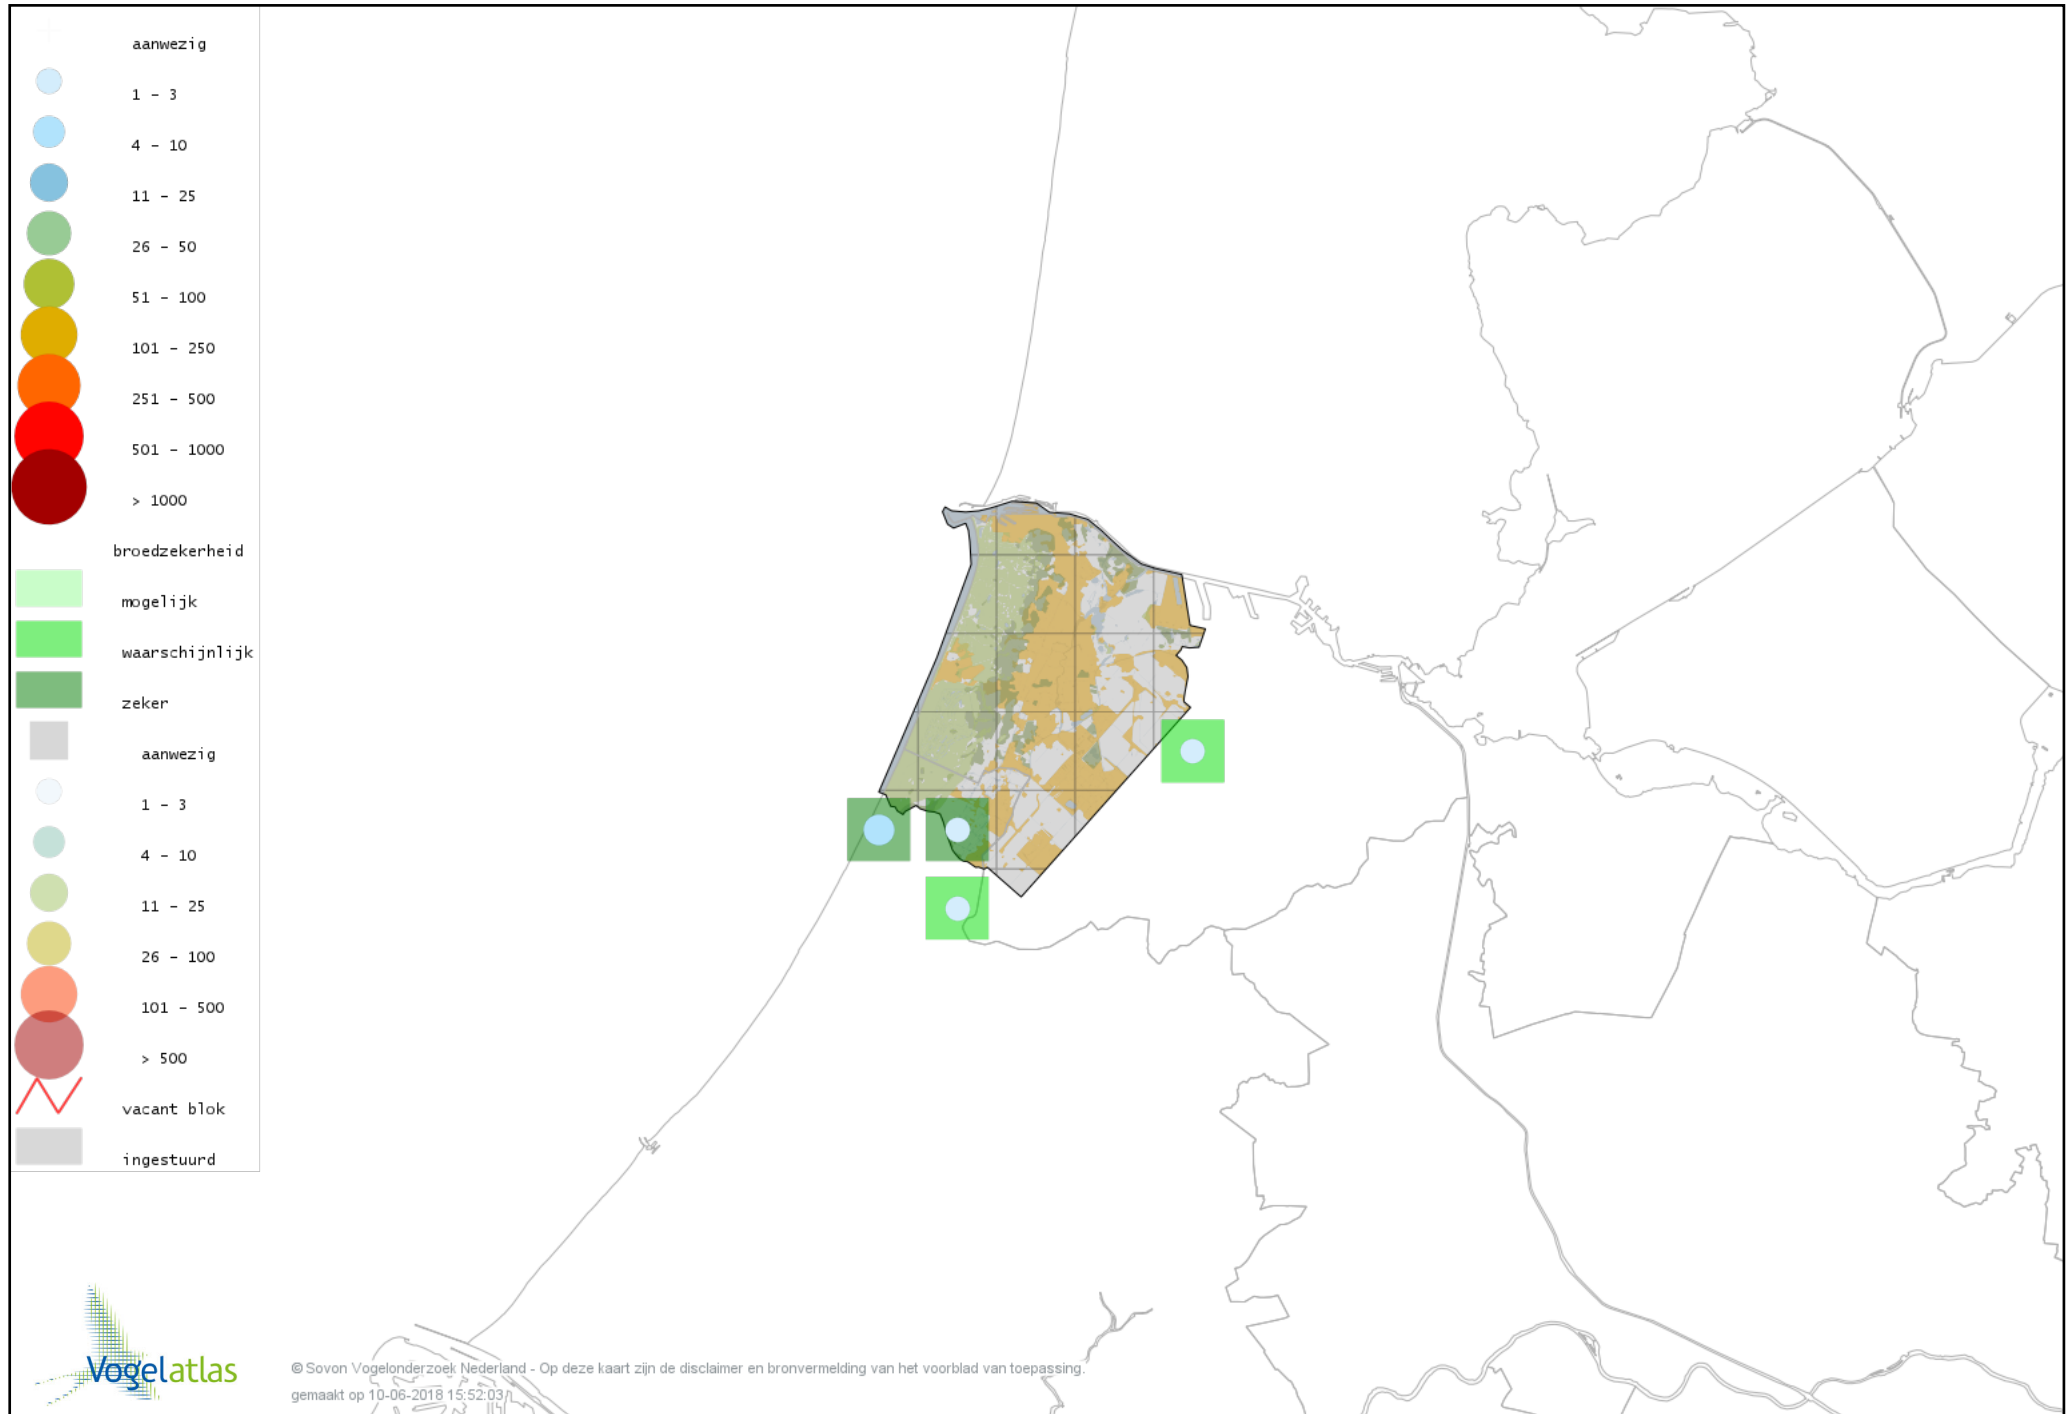 aanwezig
1 – 3
4 – 10
11 – 25
26 – 50
51 – 100
101 – 250
251 – 500
501 – 1000
> 1000
broedzekerheid
mogelijk
waarschijnlijk
zeker
aanwezig
1 – 3
4 – 10
11 – 25
26 – 100
101 – 500
> 500
vacant blok
ingestuurd
Vogelatlas
© Sovon Vogelonderzoek Nederland - Op deze kaart zijn de disclaimer en bronvermelding van het voorblad van toepassing.
gemaakt op 10-06-2018 15:52:03